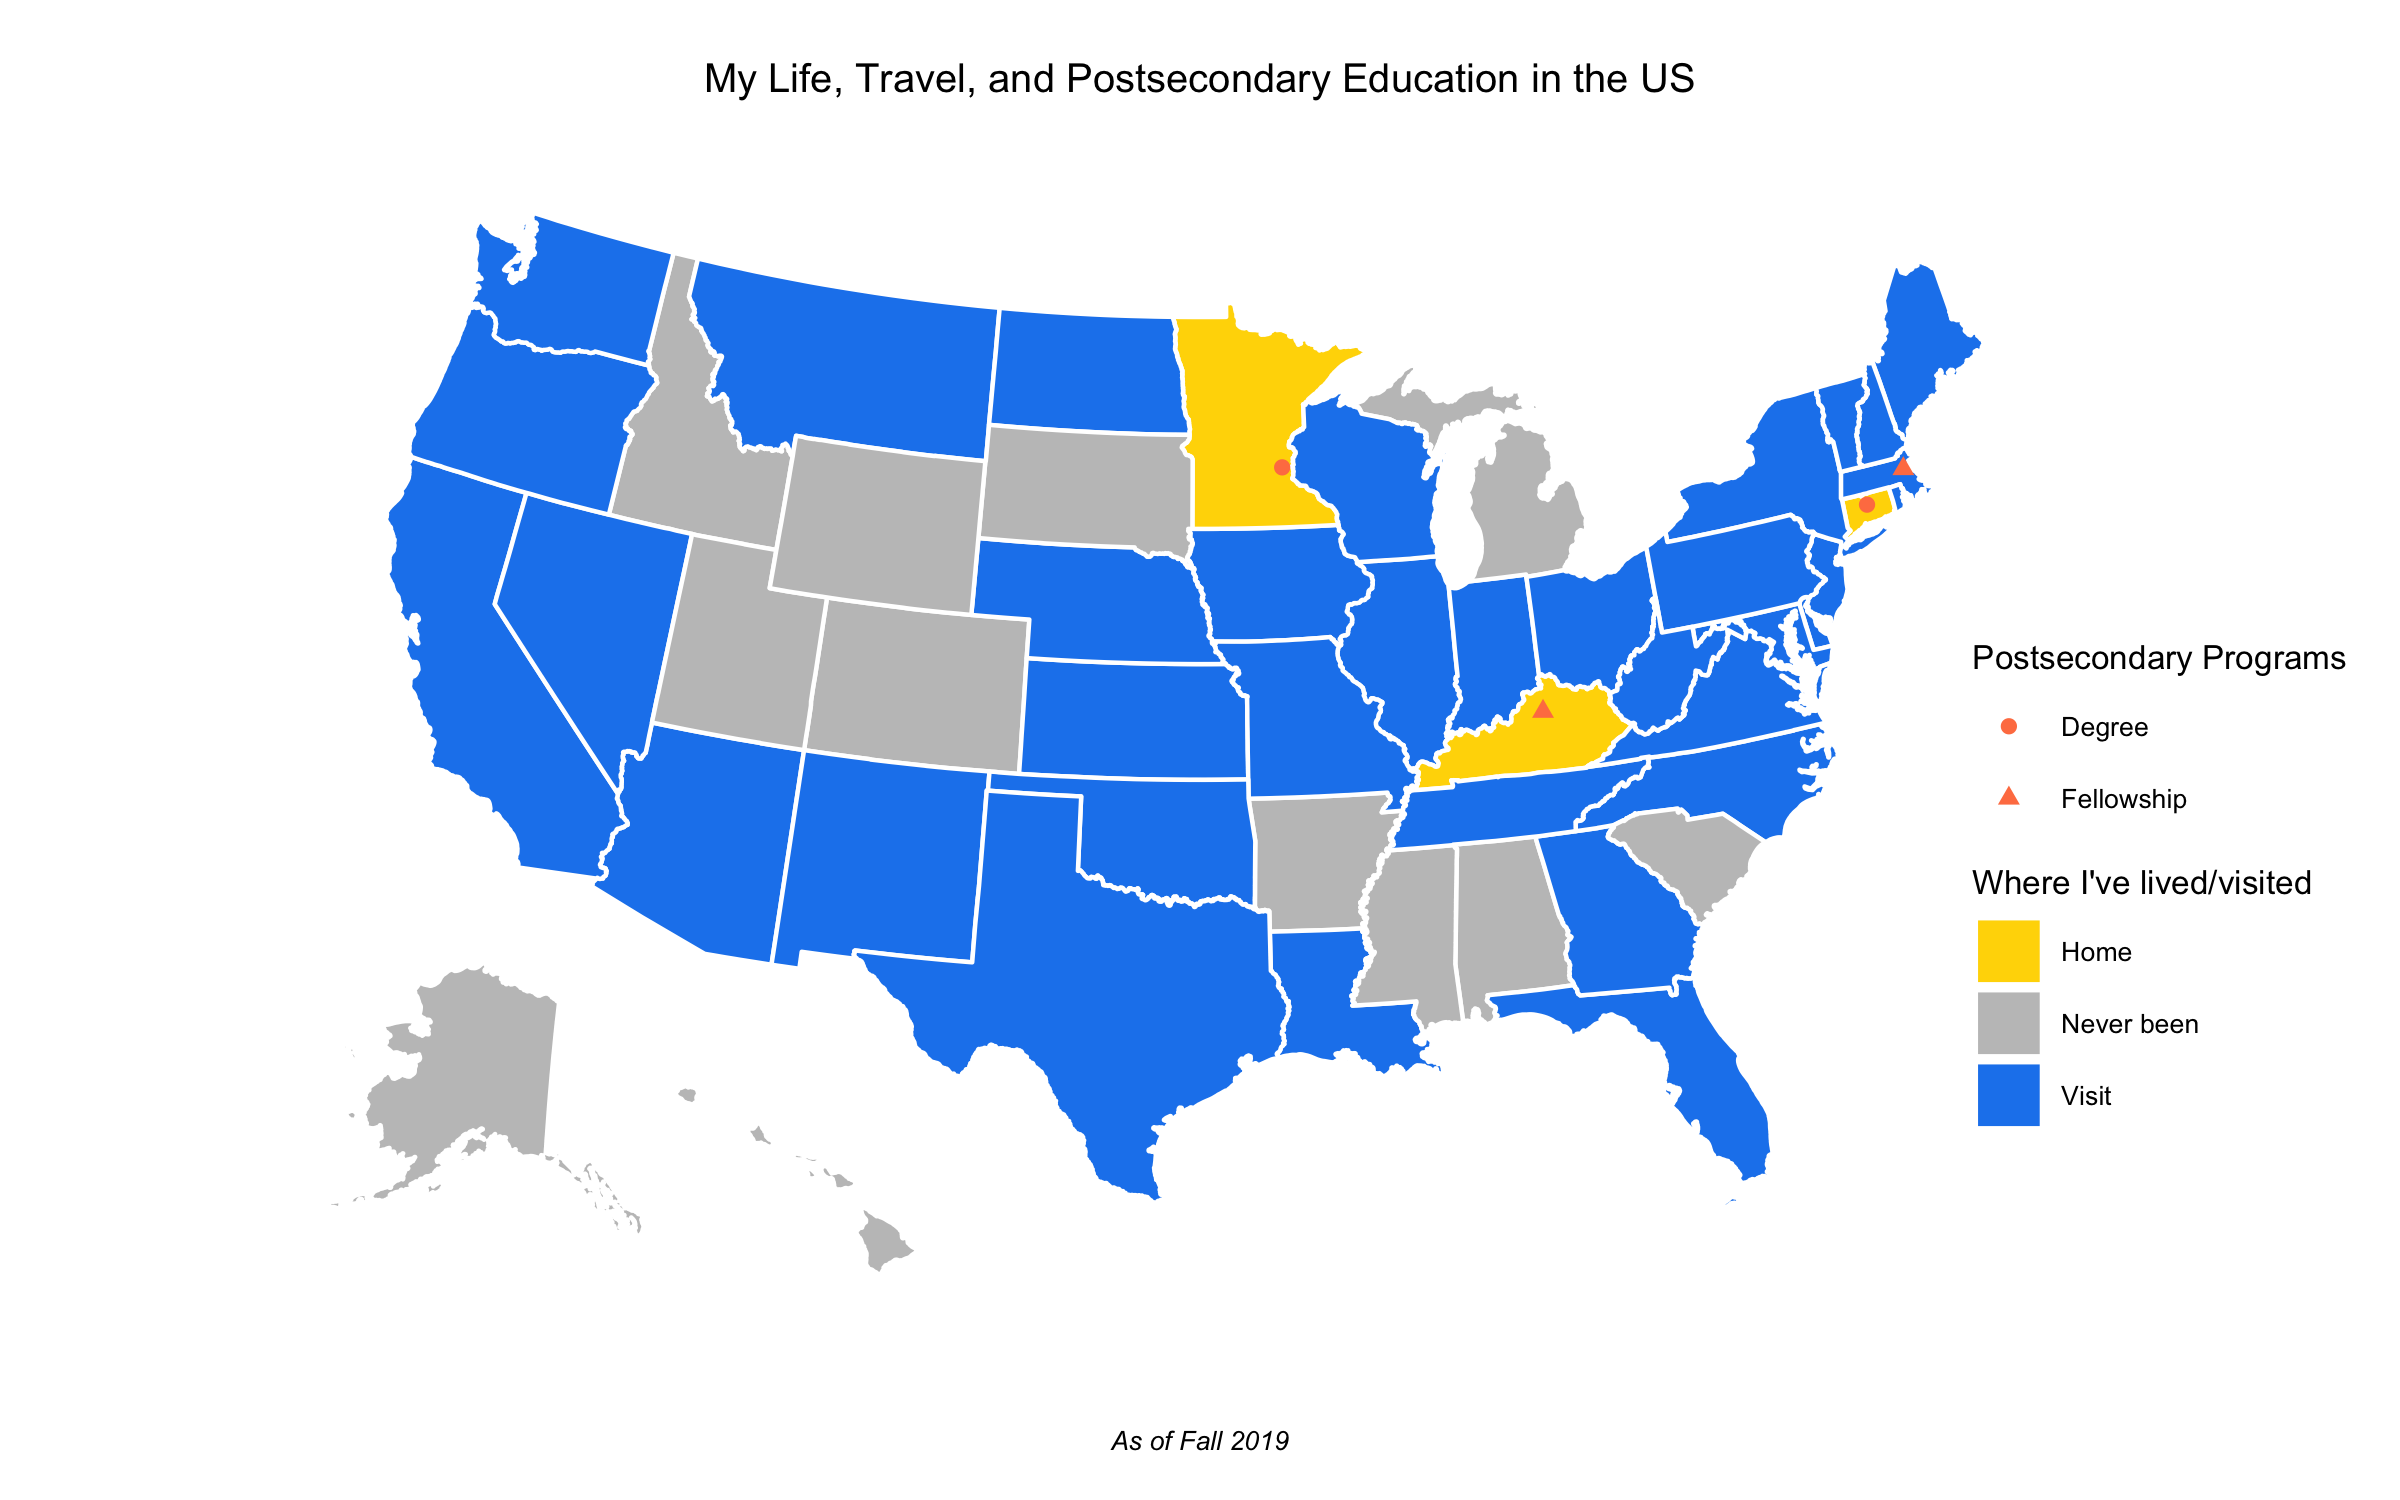 My Life, Travel, and Postsecondary Education in the US
Postsecondary Programs
Degree
Fellowship
Where I've lived/visited
Home
Never been
Visit
As of Fall 2019